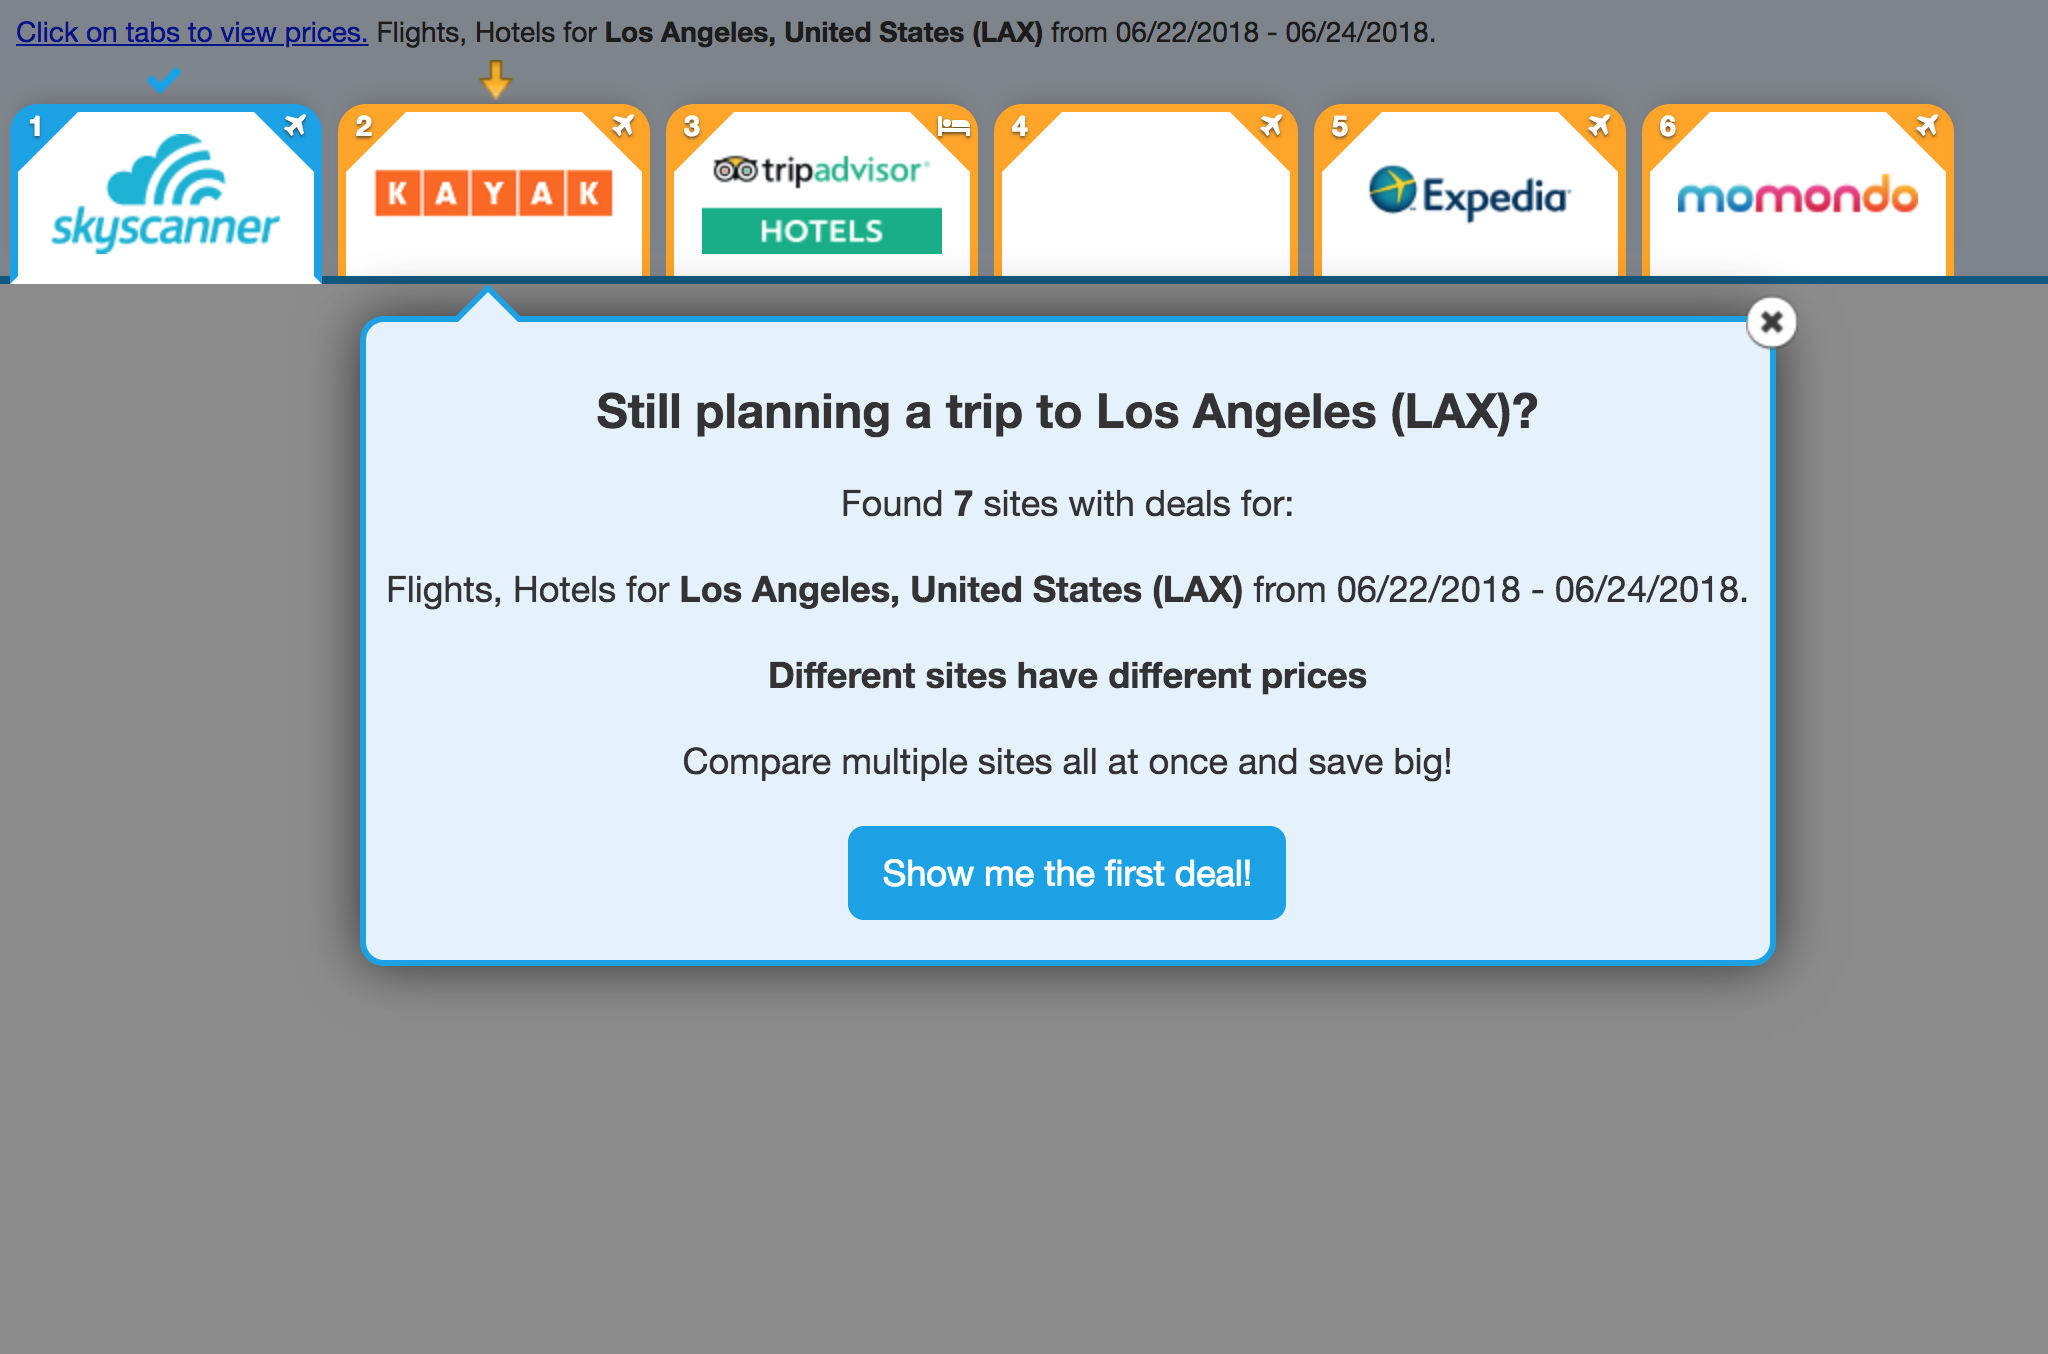 Click on tabs to view prices. Flights, Hotels for Los Angeles, United States (LAX) from 06/22/2018 - 06/24/2018.
1
skyscanner
2
KAYAK
3
tripadvisor
HOTELS
4
5
Expedia
6
momondo
Still planning a trip to Los Angeles (LAX)?
Found 7 sites with deals for:
Flights, Hotels for Los Angeles, United States (LAX) from 06/22/2018 - 06/24/2018.
Different sites have different prices
Compare multiple sites all at once and save big!
Show me the first deal!